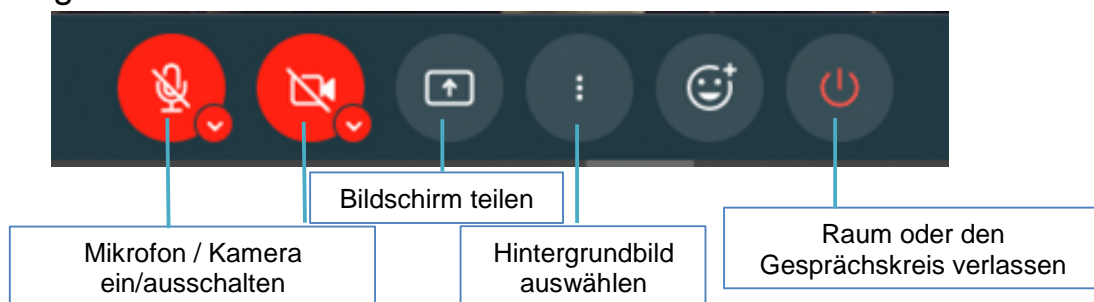 Bildschirm teilen
Mikrofon / Kamera
ein/ausschalten
Hintergrundbild
auswählen
Raum oder den
Gesprächskreis verlassen